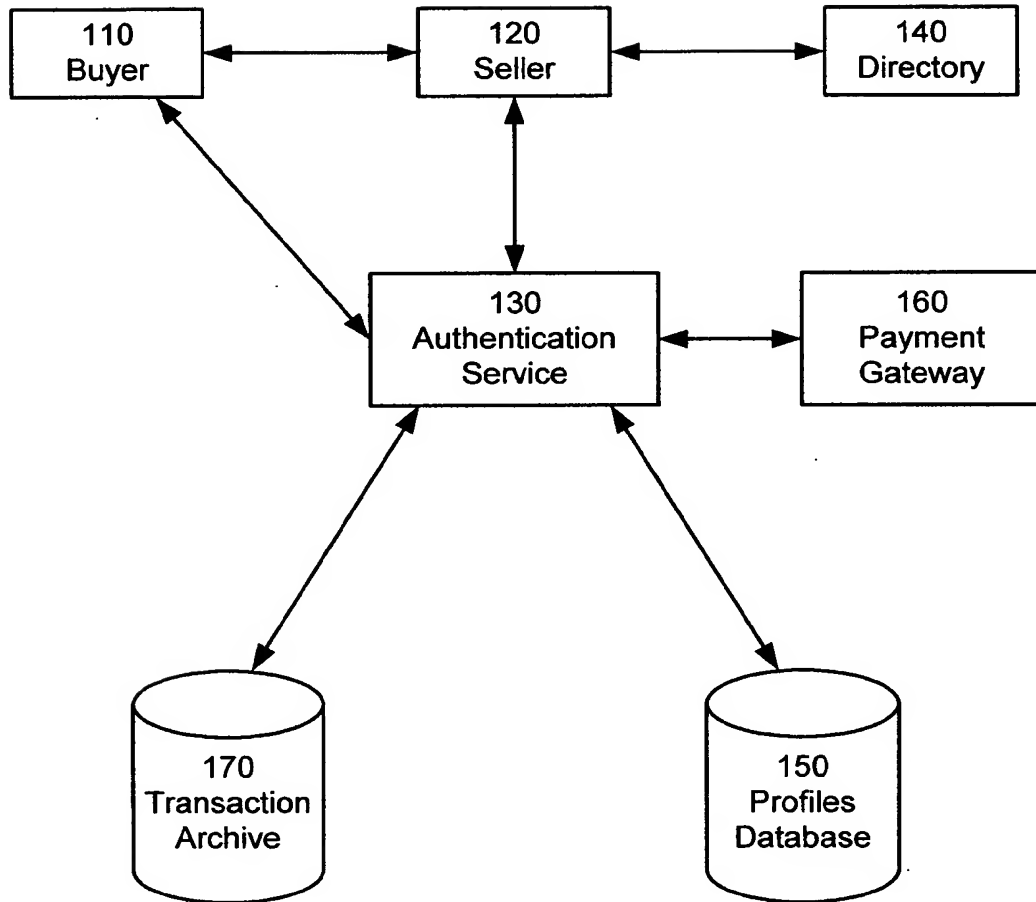 110
Buyer
120
Seller
140
Directory
130
Authentication
Service
160
Payment
Gateway
170
Transaction
Archive
150
Profiles
Database